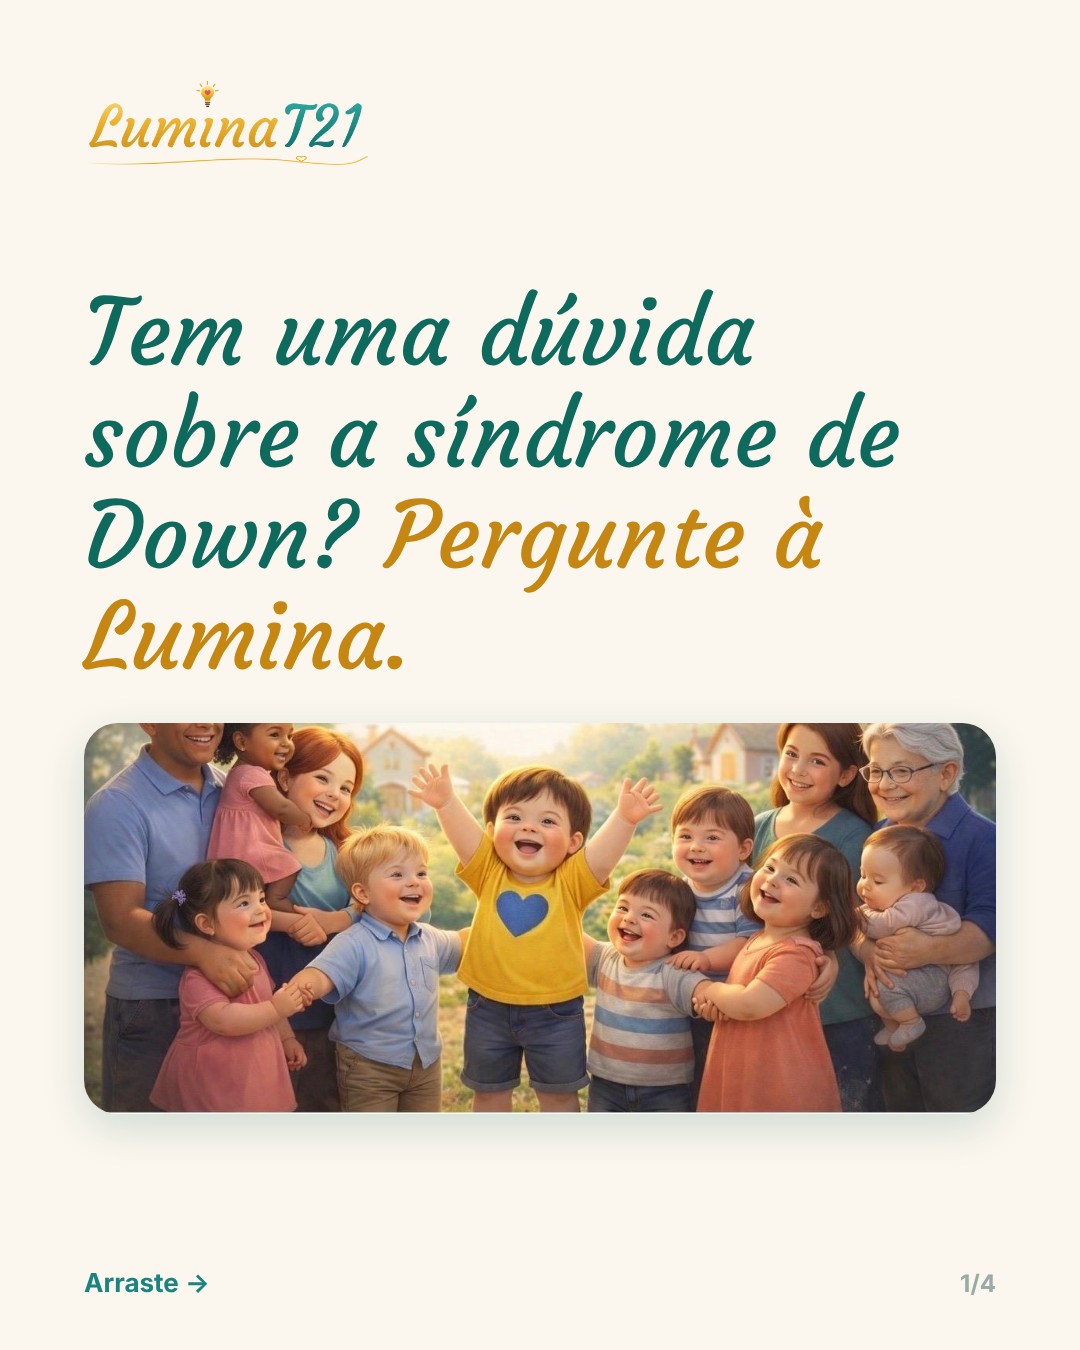 LuminaT21
Tem uma dúvida
sobre a síndrome de
Down? Pergunte à
Lumina.
Arraste →
1/4